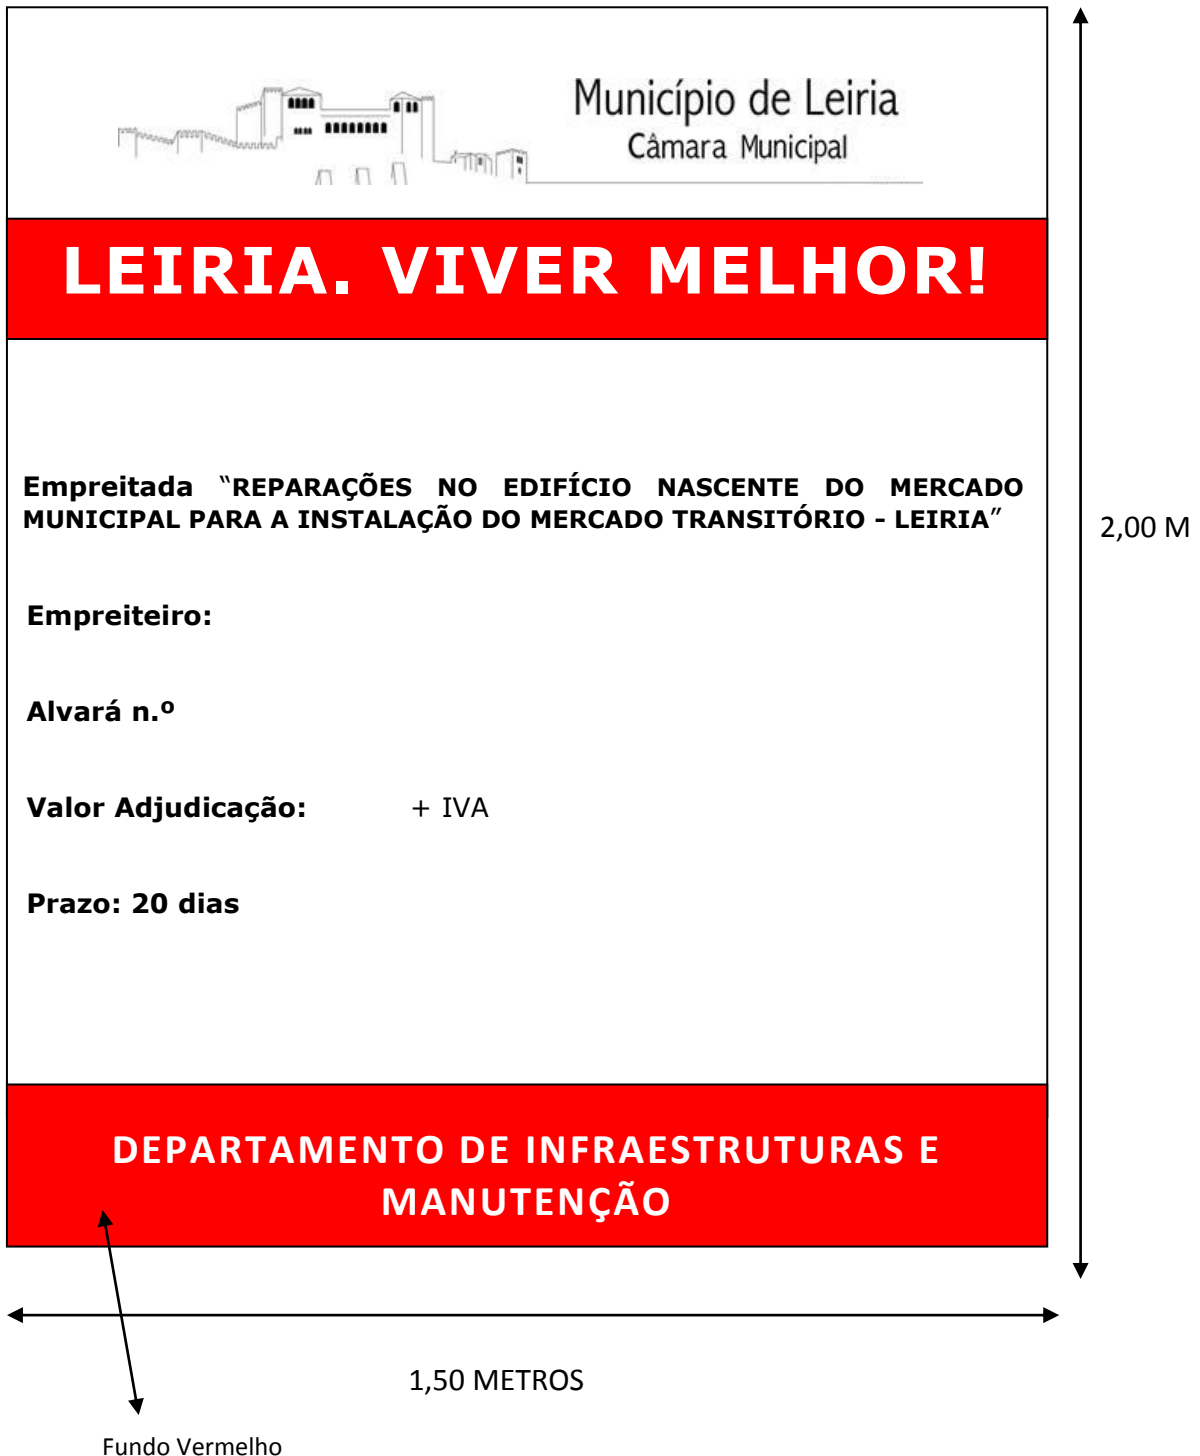 Município de Leiria
Câmara Municipal
LEIRIA. VIVER MELHOR!
Empreitada “REPARAÇÕES NO EDIFÍCIO NASCENTE DO MERCADO
MUNICIPAL PARA A INSTALAÇÃO DO MERCADO TRANSITÓRIO - LEIRIA”
2,00 M
Empreiteiro:
Alvará n.º
Valor Adjudicação: + IVA
Prazo: 20 dias
DEPARTAMENTO DE INFRAESTRUTURAS E
MANUTENÇÃO
1,50 METROS
Fundo Vermelho